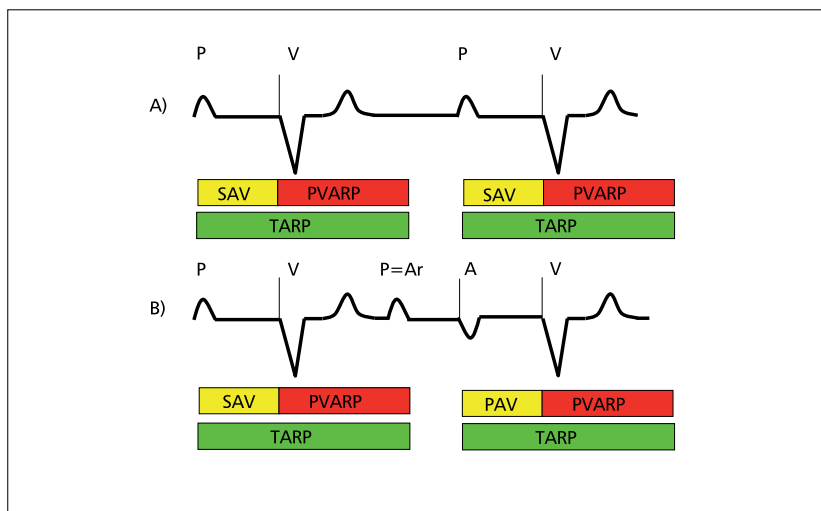 P V P V
A)
SAV PVARP SAV PVARP
TARP TARP
P V P=Ar A V
B)
SAV PVARP PAV PVARP
TARP TARP